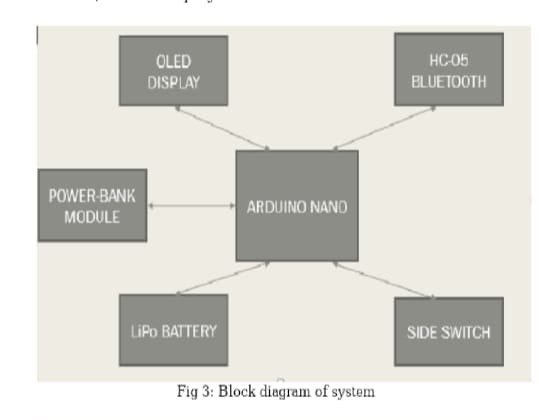 OLED
DISPLAY
HC-05
BLUETOOTH
POWER-BANK
MODULE
ARDUINO NANO
LiPo BATTERY
SIDE SWITCH
Fig 3: Block diagram of system